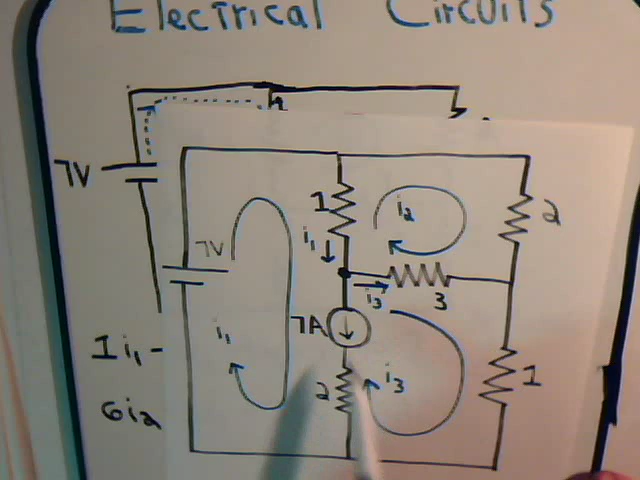 Electrical Circuits
7V
1
i2
2
i1
7V
i3
3
7A
i1
2
i3
1
1i1-
6i2